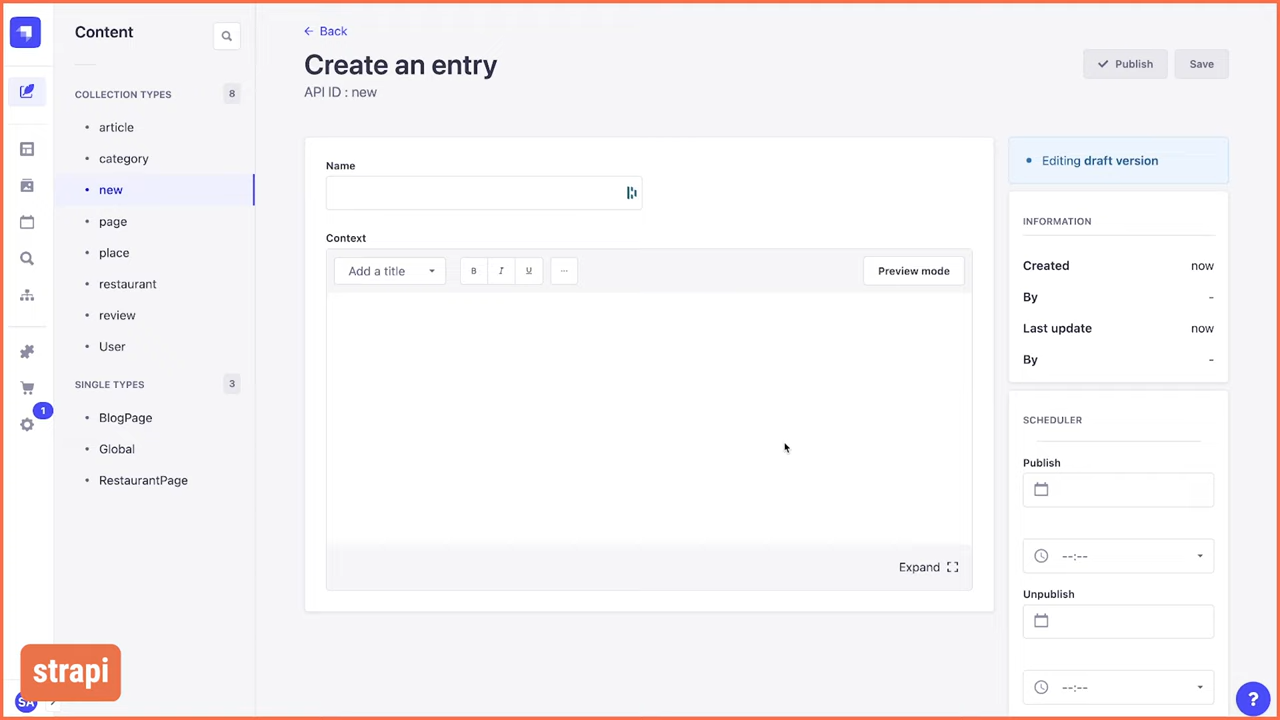 Content
COLLECTION TYPES 8
article
category
new
page
place
restaurant
review
User
SINGLE TYPES 3
BlogPage
Global
RestaurantPage
1
SA
strapi
Back
Create an entry
API ID : new
Publish
Save
Name
Context
Add a title
B I U ...
Preview mode
Expand
Editing draft version
INFORMATION
Created now
By -
Last update now
By -
SCHEDULER
Publish
--:--
Unpublish
--:--
?